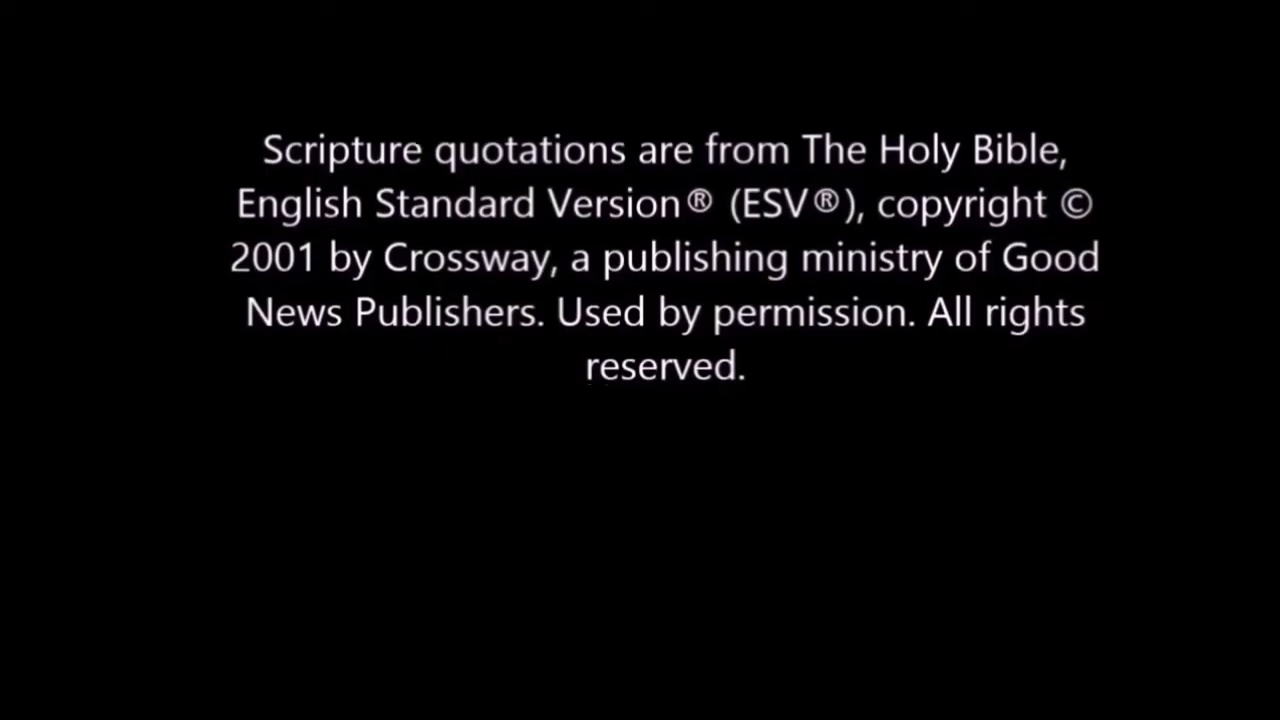 Scripture quotations are from The Holy Bible,
English Standard Version® (ESV®), copyright ©
2001 by Crossway, a publishing ministry of Good
News Publishers. Used by permission. All rights
reserved.